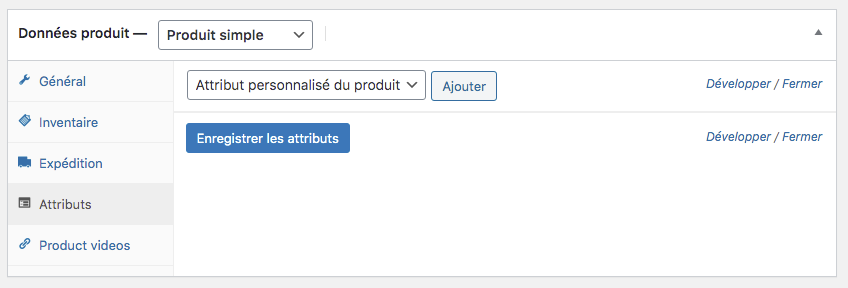 Données produit — Produit simple
Général
Attribut personnalisé du produit Ajouter Développer / Fermer
Inventaire
Enregistrer les attributs Développer / Fermer
Expédition
Attributs
Product videos